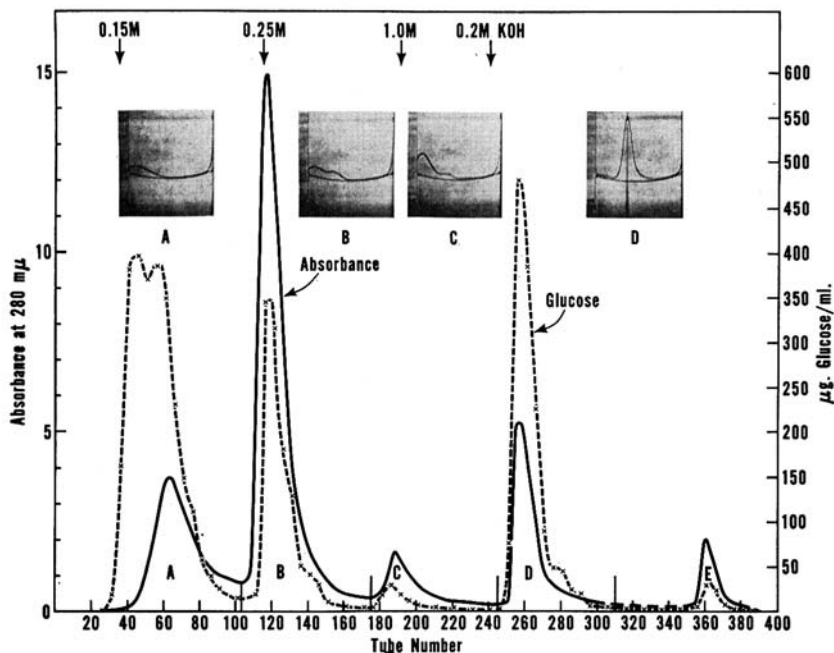 0.15M 0.25M 1.0M 0.2M KOH
15
10
5
0
Absorbance at 280 mμ
600
550
500
450
400
350
300
250
200
150
100
50
μg. Glucose/ml.
A B C D
Absorbance
Glucose
A B C D E
20 40 60 80 100 120 140 160 180 200 220 240 260 280 300 320 340 360 380 400
Tube Number